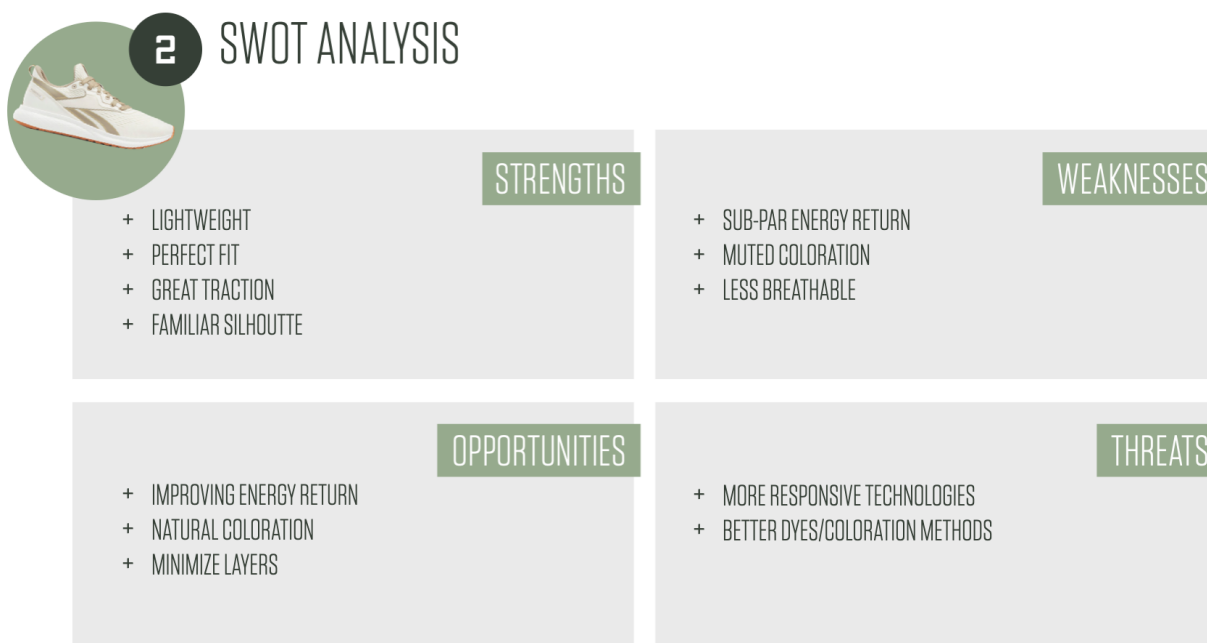 2
SWOT ANALYSIS
STRENGTHS
+ LIGHTWEIGHT
+ PERFECT FIT
+ GREAT TRACTION
+ FAMILIAR SILHOUTTE
WEAKNESSES
+ SUB-PAR ENERGY RETURN
+ MUTED COLORATION
+ LESS BREATHABLE
OPPORTUNITIES
+ IMPROVING ENERGY RETURN
+ NATURAL COLORATION
+ MINIMIZE LAYERS
THREATS
+ MORE RESPONSIVE TECHNOLOGIES
+ BETTER DYES/COLORATION METHODS